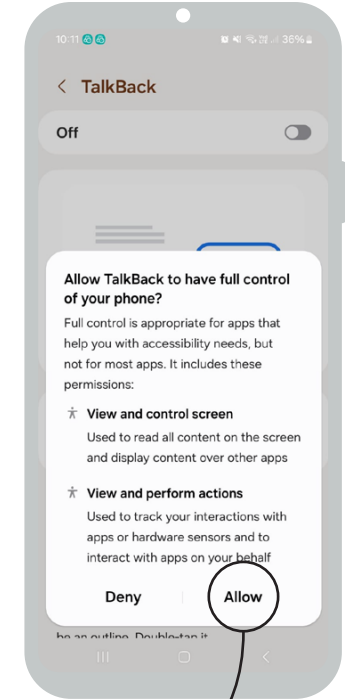 10:11
36%
TalkBack
Off
Allow TalkBack to have full control
of your phone?
Full control is appropriate for apps that
help you with accessibility needs, but
not for most apps. It includes these
permissions:
View and control screen
Used to read all content on the screen
and display content over other apps
View and perform actions
Used to track your interactions with
apps or hardware sensors and to
interact with apps on your behalf
Deny
Allow
be an outline. Double-tap it